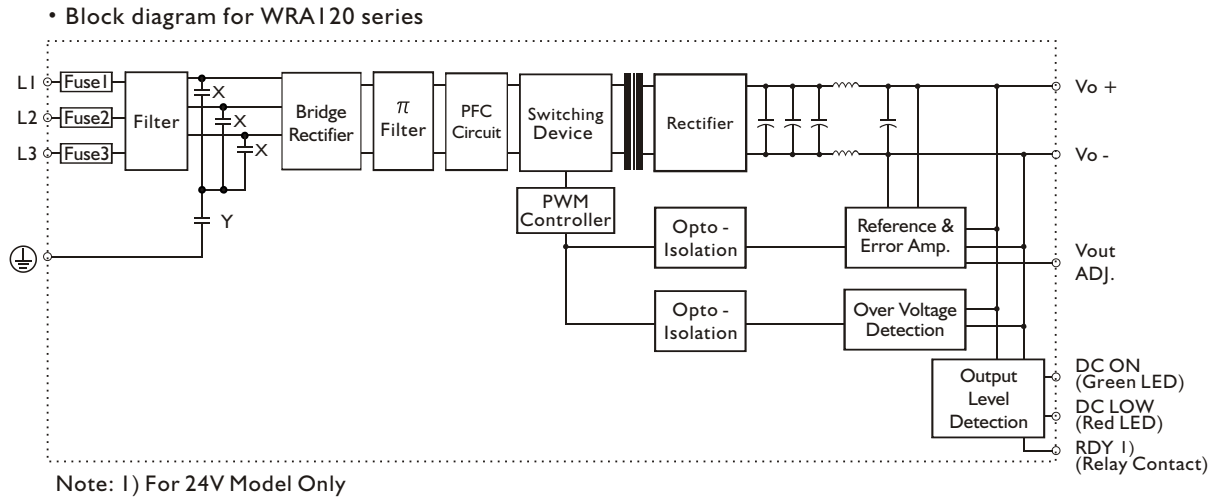 • Block diagram for WRA120 series
L1
Fuse1
L2
Fuse2
L3
Fuse3
Filter
X
X
X
Y
Bridge
Rectifier
π
Filter
PFC
Circuit
Switching
Device
PWM
Controller
Rectifier
Opto -
Isolation
Opto -
Isolation
Reference &
Error Amp.
Over Voltage
Detection
Output
Level
Detection
Vo +
Vo -
Vout
ADJ.
DC ON
(Green LED)
DC LOW
(Red LED)
RDY 1)
(Relay Contact)
Note: 1) For 24V Model Only